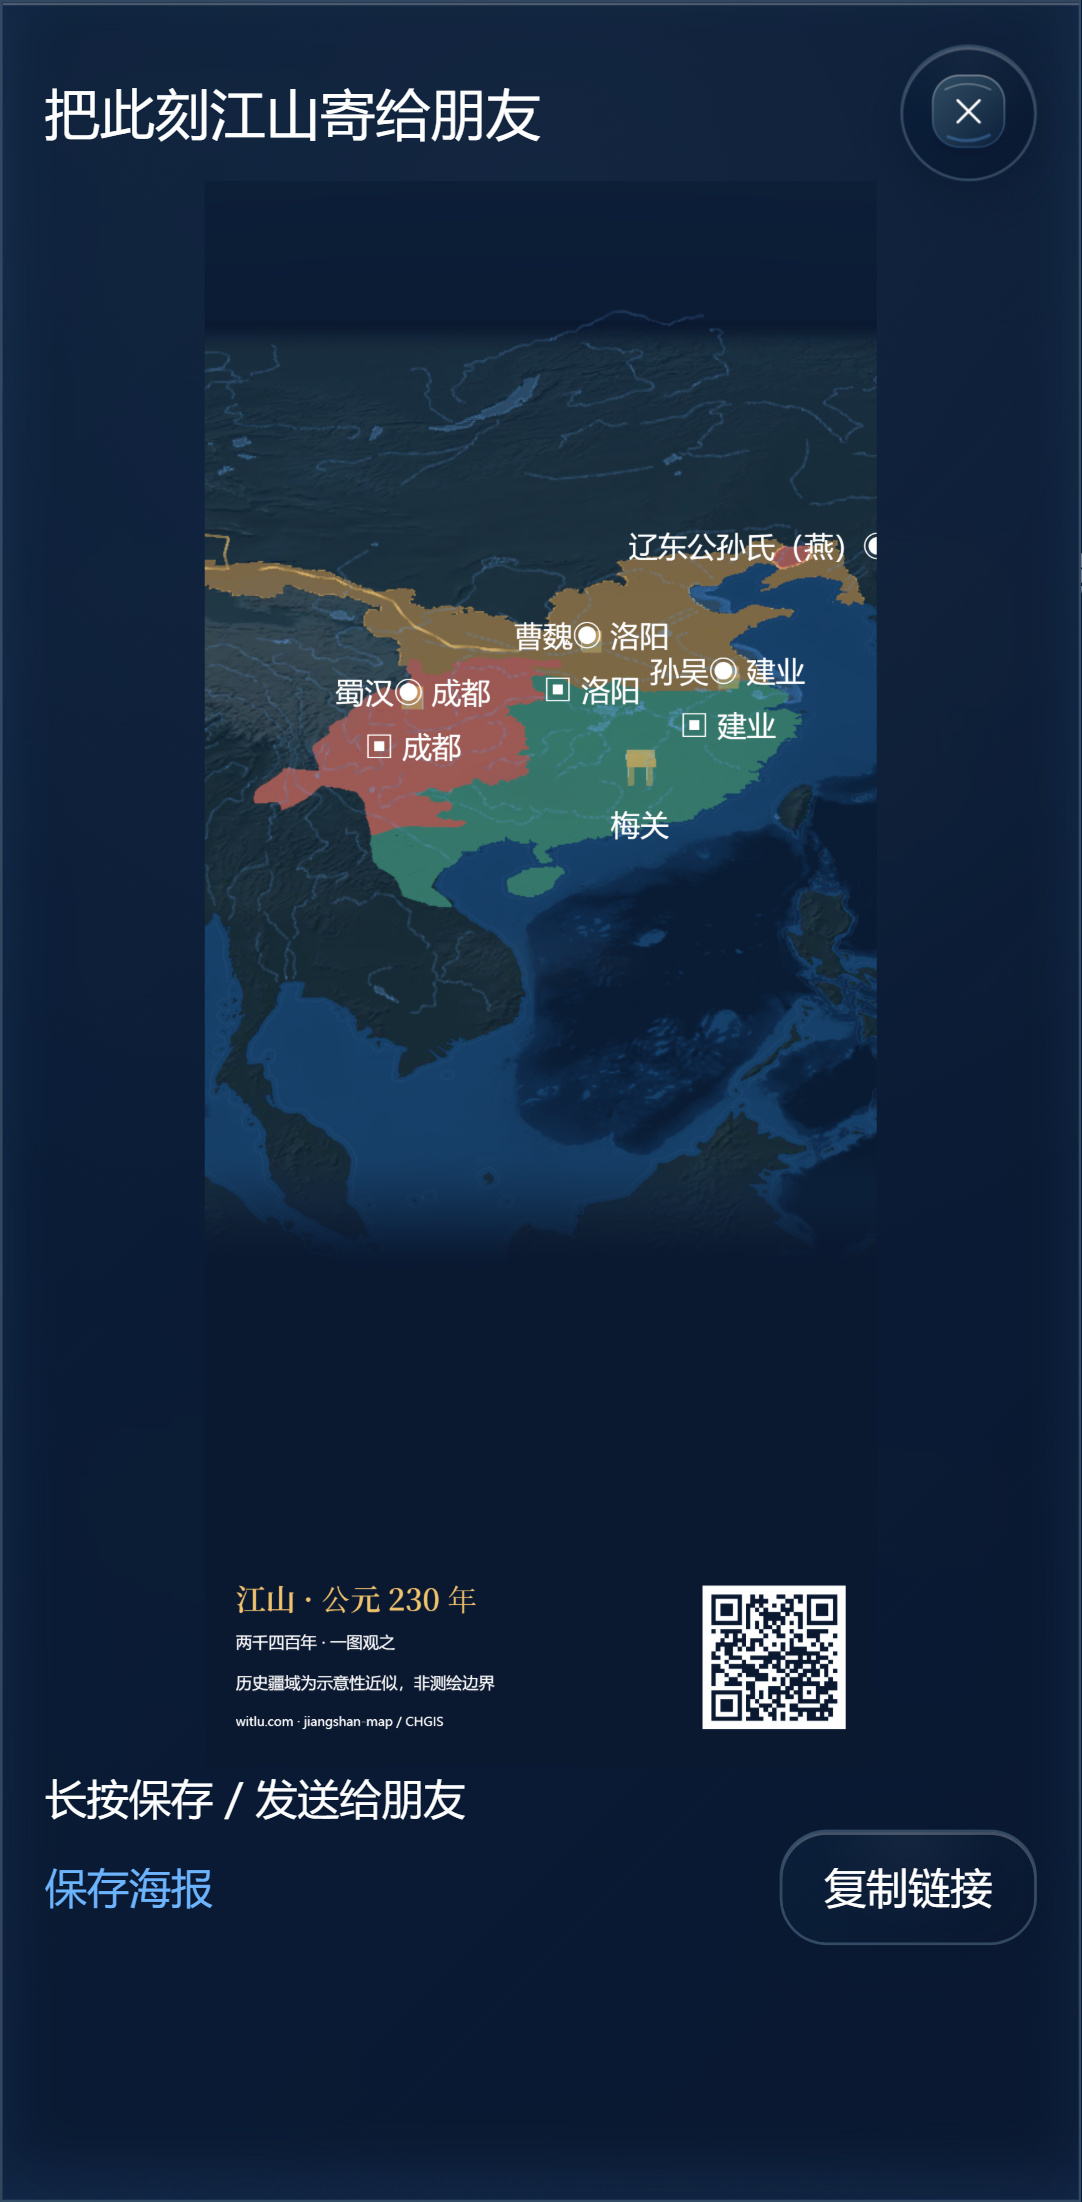 把此刻江山寄给朋友
辽东公孙氏（燕）
曹魏 洛阳
孙吴 建业
蜀汉 成都
洛阳
建业
成都
梅关
江山 · 公元 230 年
两千四百年 · 一图观之
历史疆域为示意性近似，非测绘边界
witlu.com · jiangshan-map / CHGIS
长按保存 / 发送给朋友
保存海报
复制链接